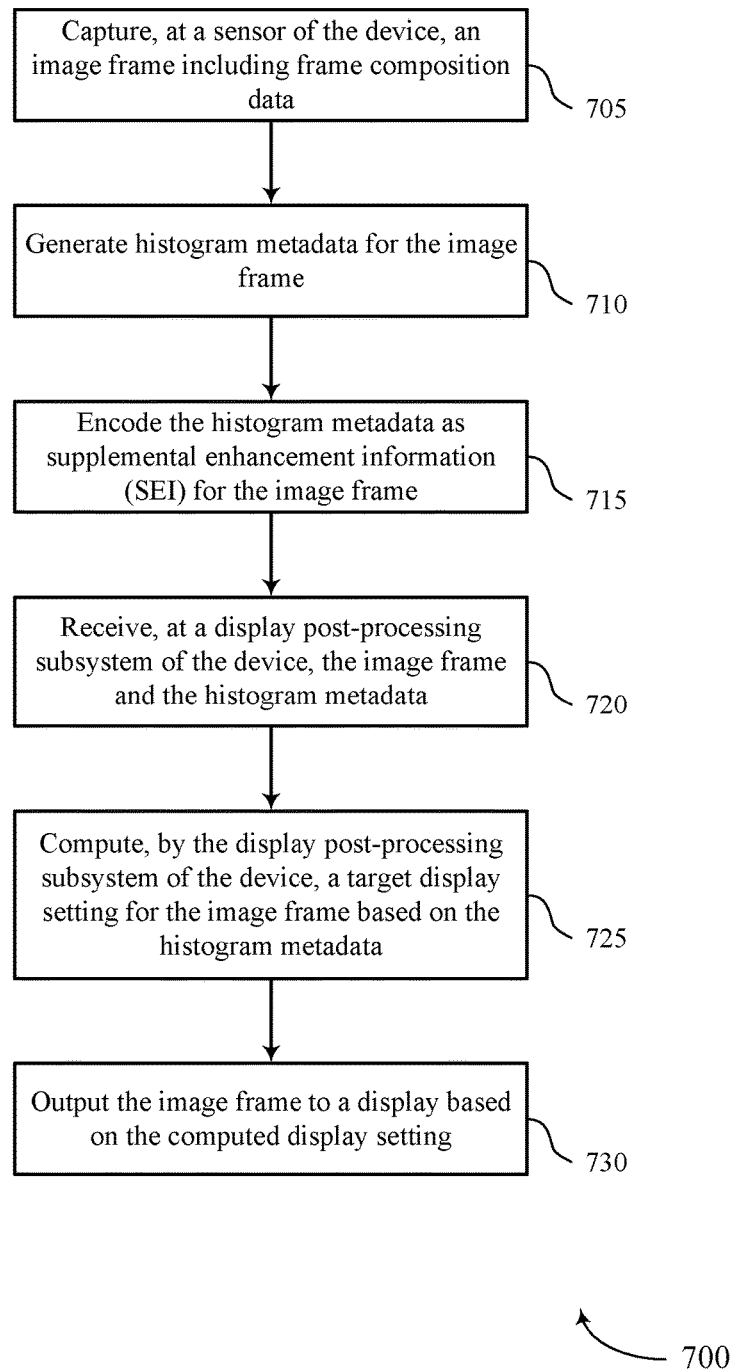 Capture, at a sensor of the device, an
image frame including frame composition
data
705
Generate histogram metadata for the image
frame
710
Encode the histogram metadata as
supplemental enhancement information
(SEI) for the image frame
715
Receive, at a display post-processing
subsystem of the device, the image frame
and the histogram metadata
720
Compute, by the display post-processing
subsystem of the device, a target display
setting for the image frame based on the
histogram metadata
725
Output the image frame to a display based
on the computed display setting
730
700